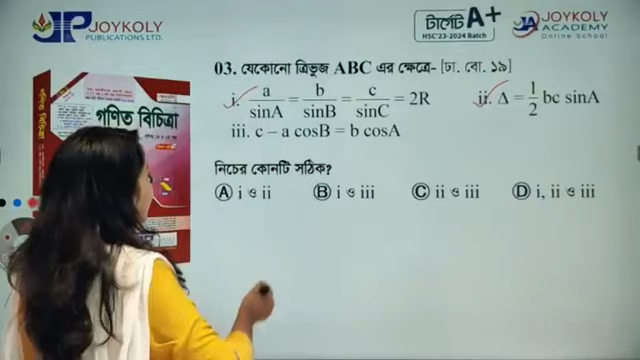 JP JOYKOLY
PUBLICATIONS LTD.
টার্গেট A+
HSC'23-2024 Batch
JOYKOLY
ACADEMY
Online School
03. যেকোনো ত্রিভুজ ABC এর ক্ষেত্রে- [ঢা. বো. ১৯]
i. a/sinA = b/sinB = c/sinC = 2R ii. Δ = 1/2 bc sinA
iii. c – a cosB = b cosA
নিচের কোনটি সঠিক?
A i ও ii B i ও iii C ii ও iii D i, ii ও iii
গণিত বিচিত্রা